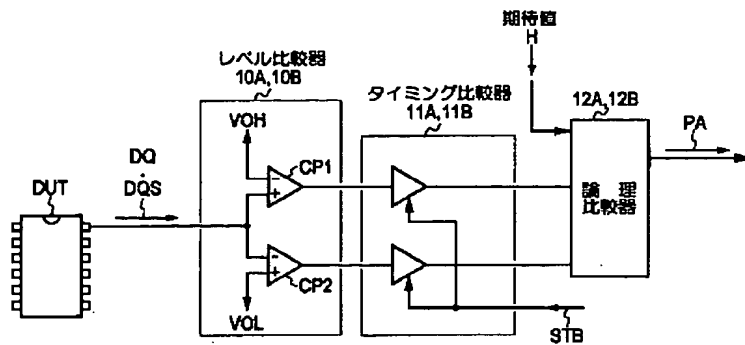 期待値
H
レベル比較器
10A,10B
タイミング比較器
11A,11B
12A,12B
PA
VOH
DQ
・
DQS
CP1
DUT
論理
比較器
CP2
VOL
STB